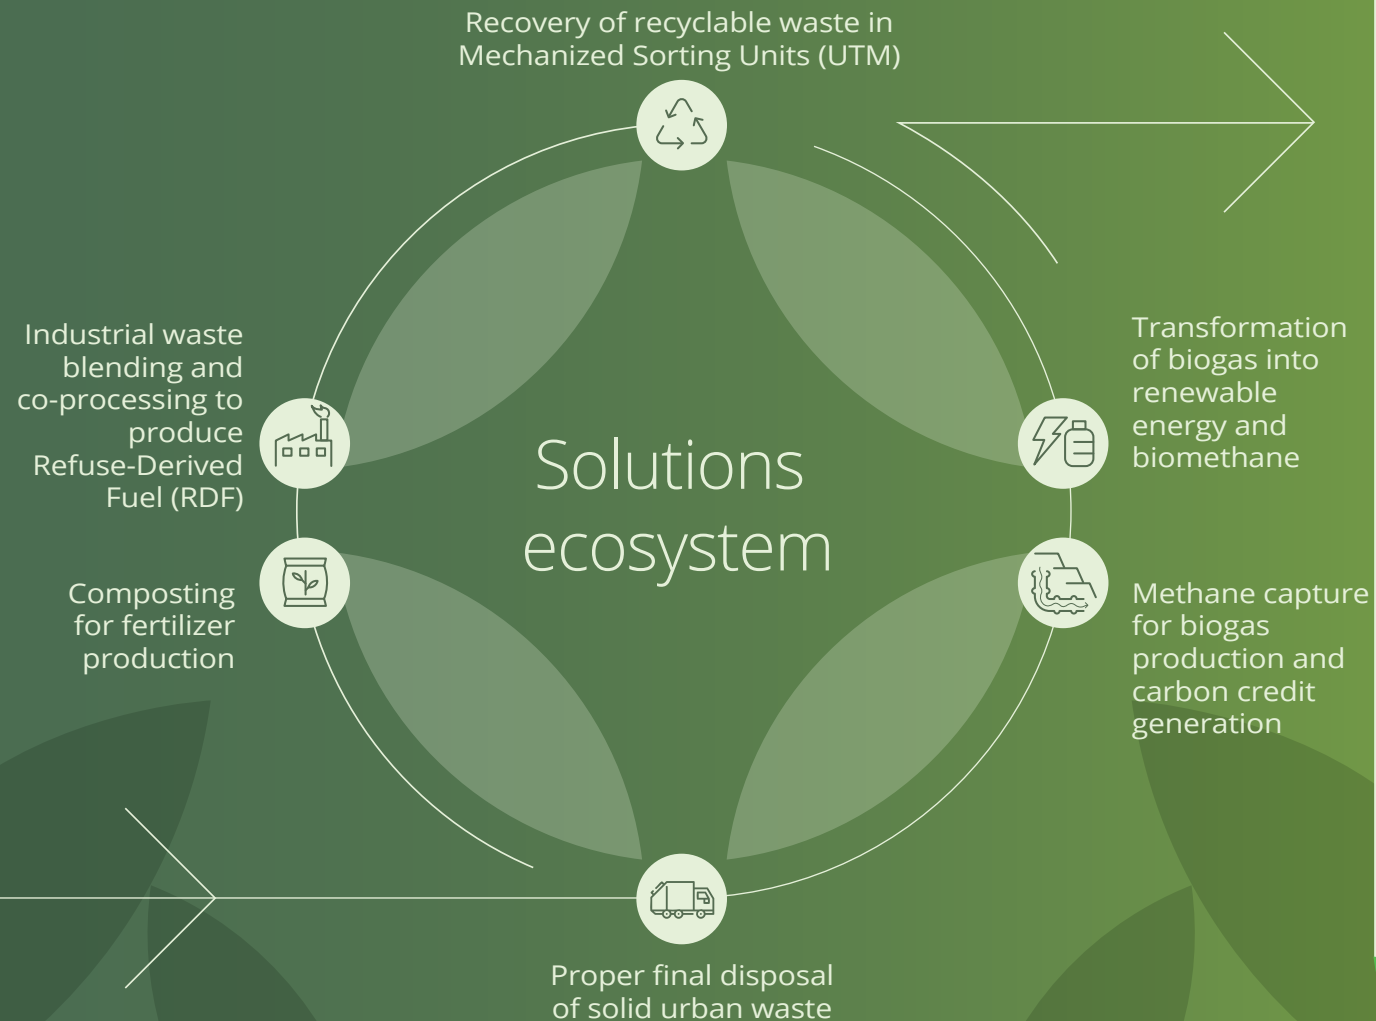 Recovery of recyclable waste in
Mechanized Sorting Units (UTM)
Industrial waste
blending and
co-processing to
produce
Refuse-Derived
Fuel (RDF)
Transformation
of biogas into
renewable
energy and
biomethane
Solutions
ecosystem
Composting
for fertilizer
production
Methane capture
for biogas
production and
carbon credit
generation
Proper final disposal
of solid urban waste